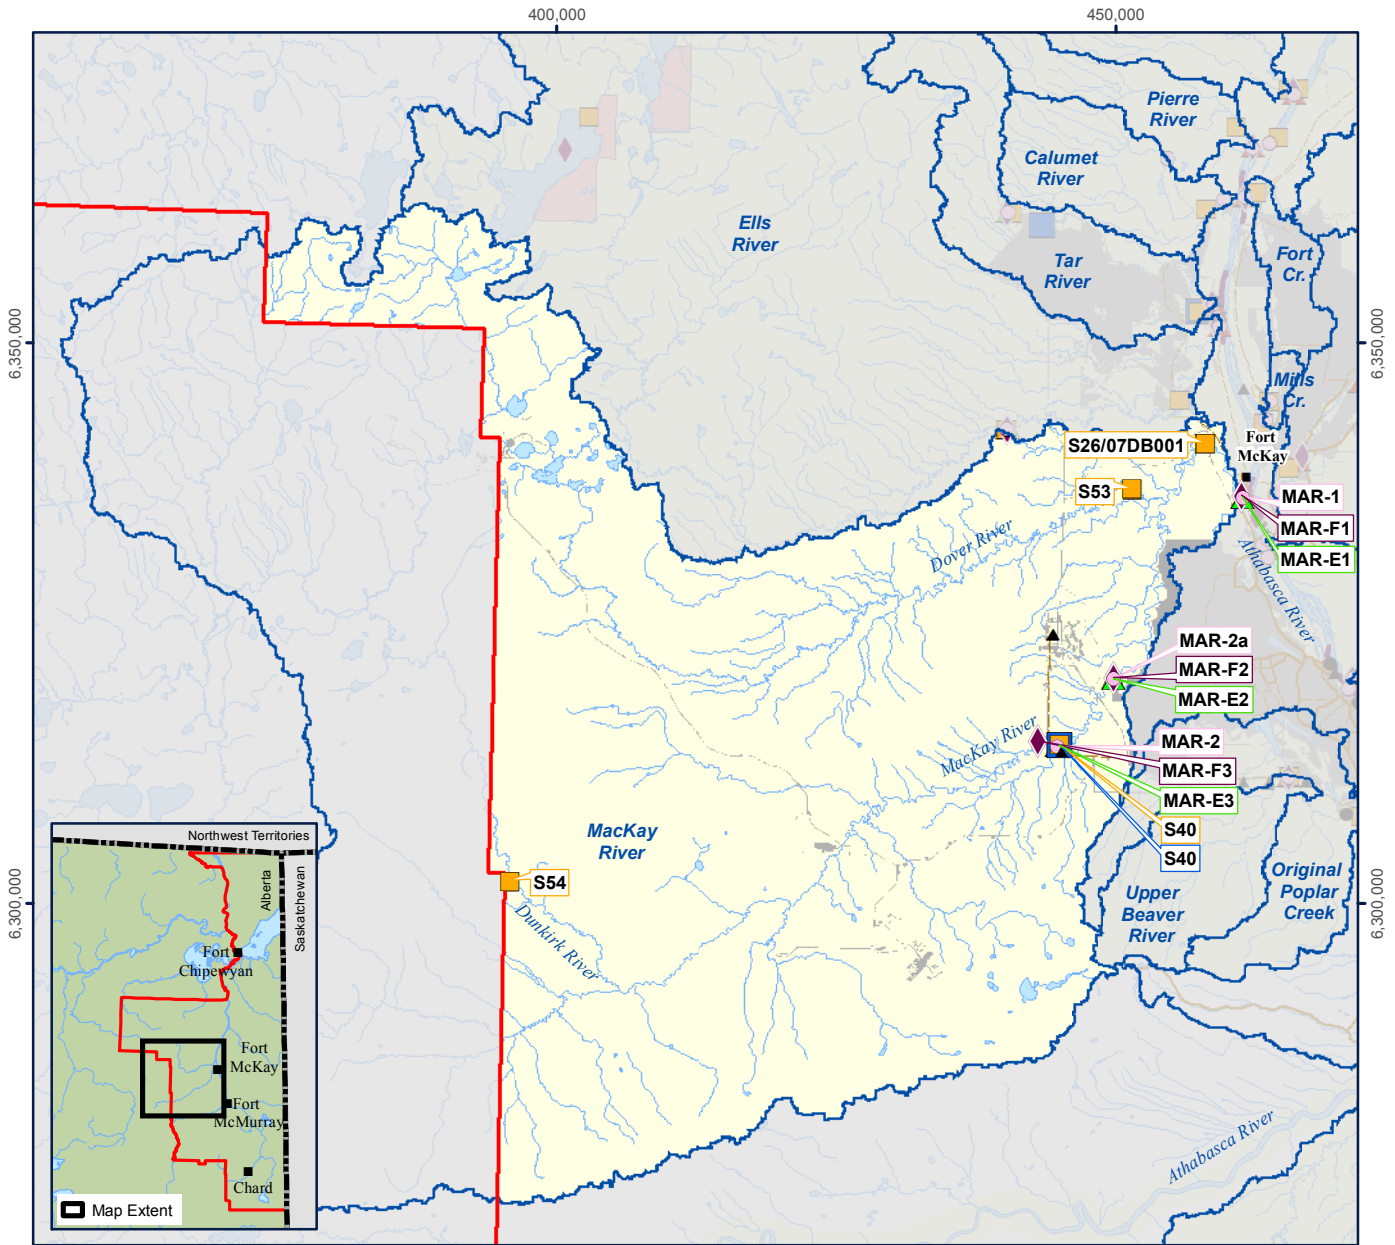 400,000
450,000
Pierre
River
Calumet
River
Ells
River
Tar
River
Fort
Cr.
6,350,000
6,350,000
Mills
Cr.
Fort
McKay
S26/07DB001
S53
MAR-1
MAR-F1
MAR-E1
Dover River
Athabasca River
MAR-2a
MAR-F2
MAR-E2
MacKay River
MAR-2
MAR-F3
MAR-E3
S40
S40
MacKay
River
S54
Dunkirk River
Upper
Beaver
River
Original
Poplar
Creek
6,300,000
6,300,000
Athabasca River
Northwest Territories
Alberta
Saskatchewan
Fort
Chipewyan
Fort
McKay
Fort
McMurray
Chard
Map Extent